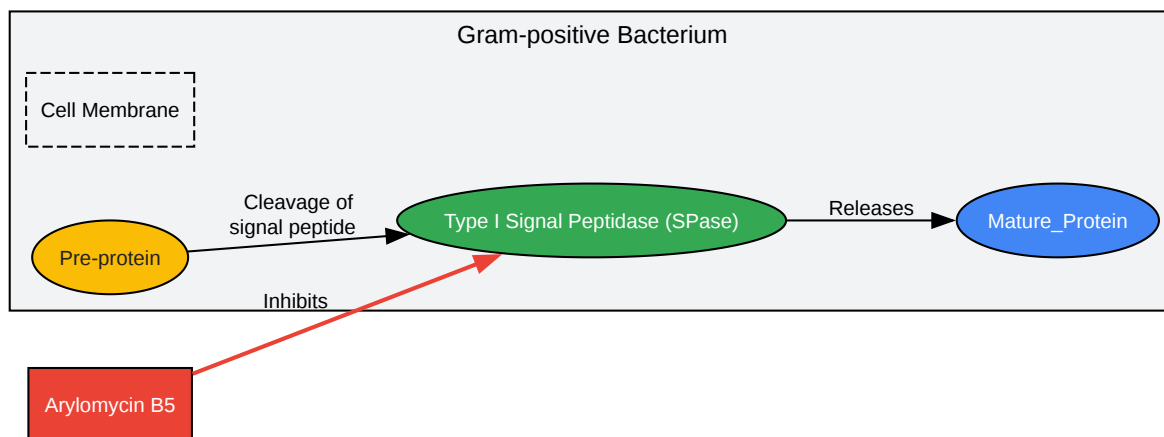 Gram-positive Bacterium
Cell Membrane
Cleavage of
signal peptide
Pre-protein
Type I Signal Peptidase (SPase)
Releases
Mature_Protein
Inhibits
Arylomycin B5